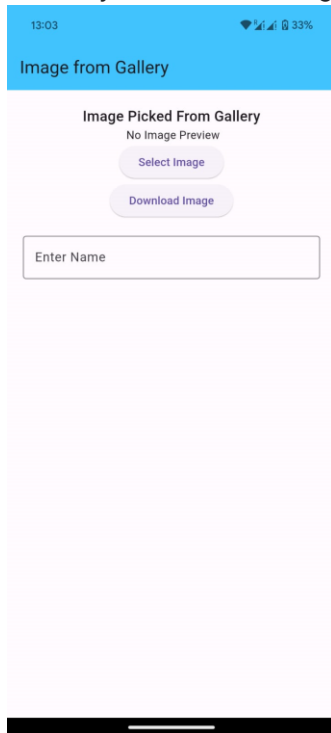 13:03
33%
Image from Gallery
Image Picked From Gallery
No Image Preview
Select Image
Download Image
Enter Name